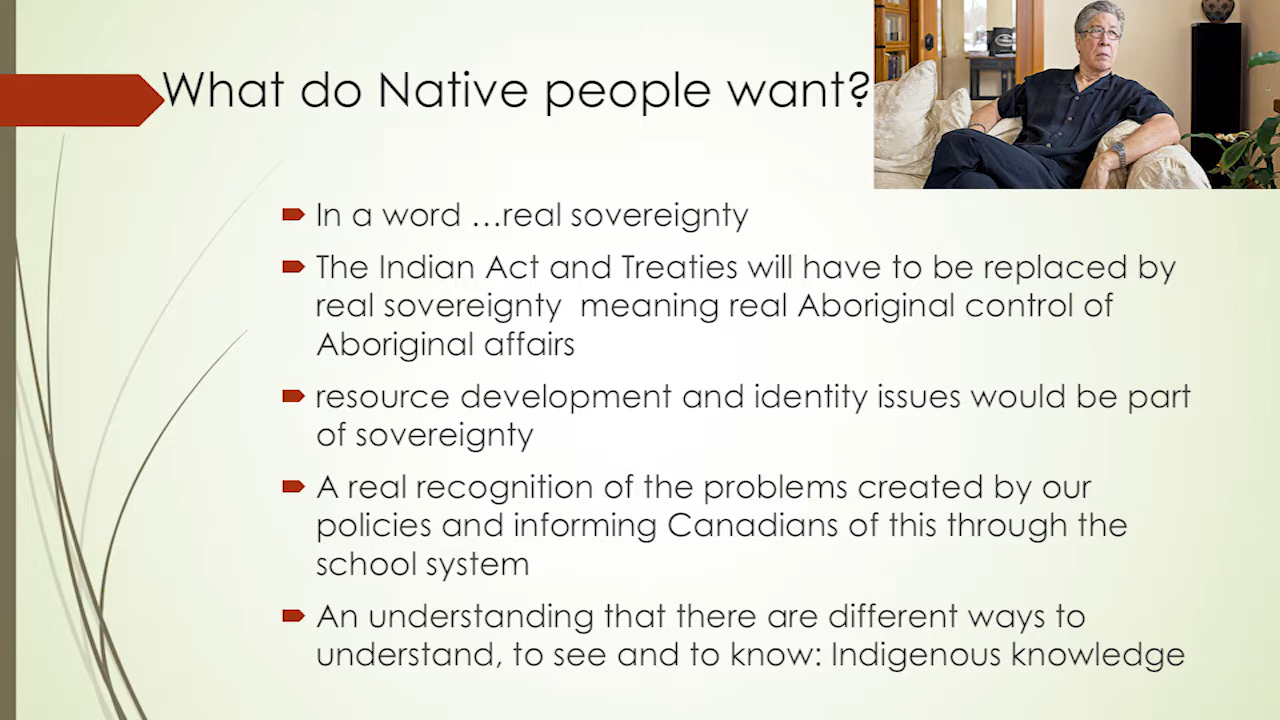 What do Native people want?
In a word ...real sovereignty
The Indian Act and Treaties will have to be replaced by
real sovereignty  meaning real Aboriginal control of
Aboriginal affairs
resource development and identity issues would be part
of sovereignty
A real recognition of the problems created by our
policies and informing Canadians of this through the
school system
An understanding that there are different ways to
understand, to see and to know: Indigenous knowledge